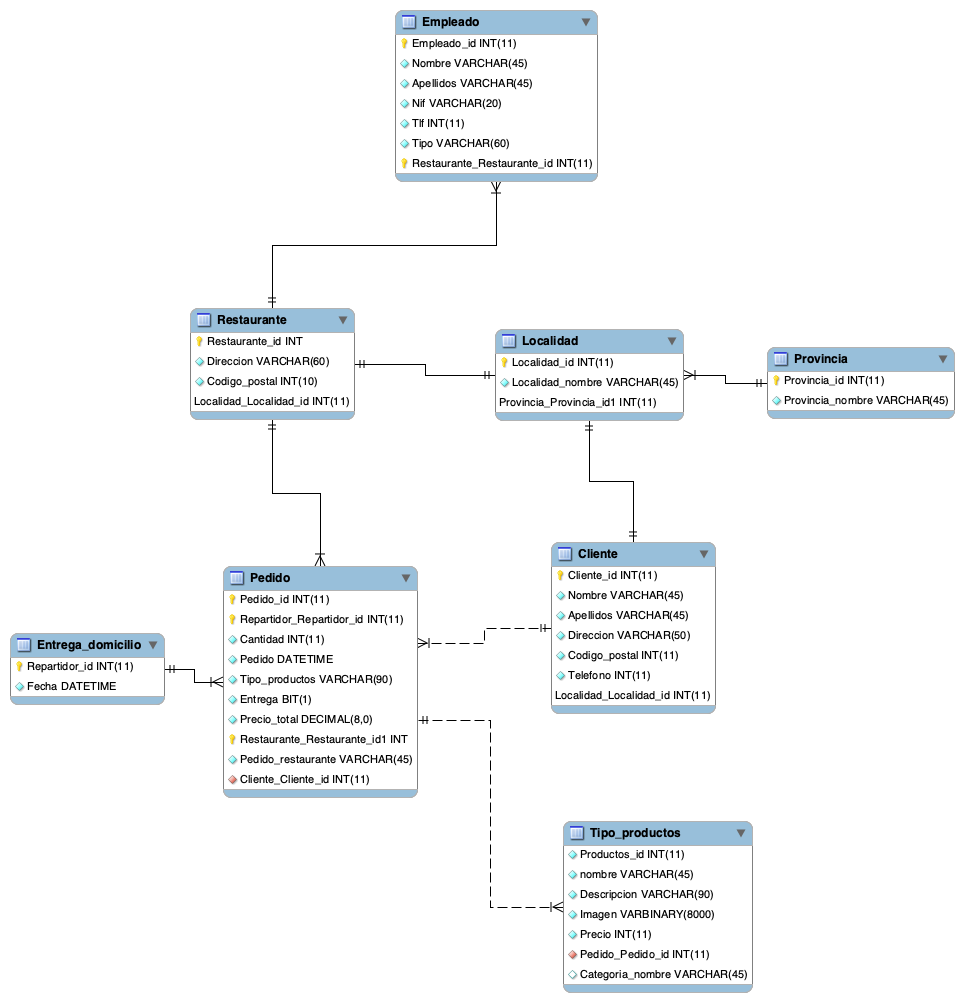 Empleado
Empleado_id INT(11)
Nombre VARCHAR(45)
Apellidos VARCHAR(45)
Nif VARCHAR(20)
Tlf INT(11)
Tipo VARCHAR(60)
Restaurante_Restaurante_id INT(11)
Restaurante
Restaurante_id INT
Direccion VARCHAR(60)
Codigo_postal INT(10)
Localidad_Localidad_id INT(11)
Localidad
Localidad_id INT(11)
Localidad_nombre VARCHAR(45)
Provincia_Provincia_id1 INT(11)
Provincia
Provincia_id INT(11)
Provincia_nombre VARCHAR(45)
Cliente
Cliente_id INT(11)
Nombre VARCHAR(45)
Apellidos VARCHAR(45)
Direccion VARCHAR(50)
Codigo_postal INT(11)
Telefono INT(11)
Localidad_Localidad_id INT(11)
Pedido
Pedido_id INT(11)
Repartidor_Repartidor_id INT(11)
Cantidad INT(11)
Pedido DATETIME
Tipo_productos VARCHAR(90)
Entrega BIT(1)
Precio_total DECIMAL(8,0)
Restaurante_Restaurante_id1 INT
Pedido_restaurante VARCHAR(45)
Cliente_Cliente_id INT(11)
Entrega_domicilio
Repartidor_id INT(11)
Fecha DATETIME
Tipo_productos
Productos_id INT(11)
nombre VARCHAR(45)
Descripcion VARCHAR(90)
Imagen VARBINARY(8000)
Precio INT(11)
Pedido_Pedido_id INT(11)
Categoria_nombre VARCHAR(45)